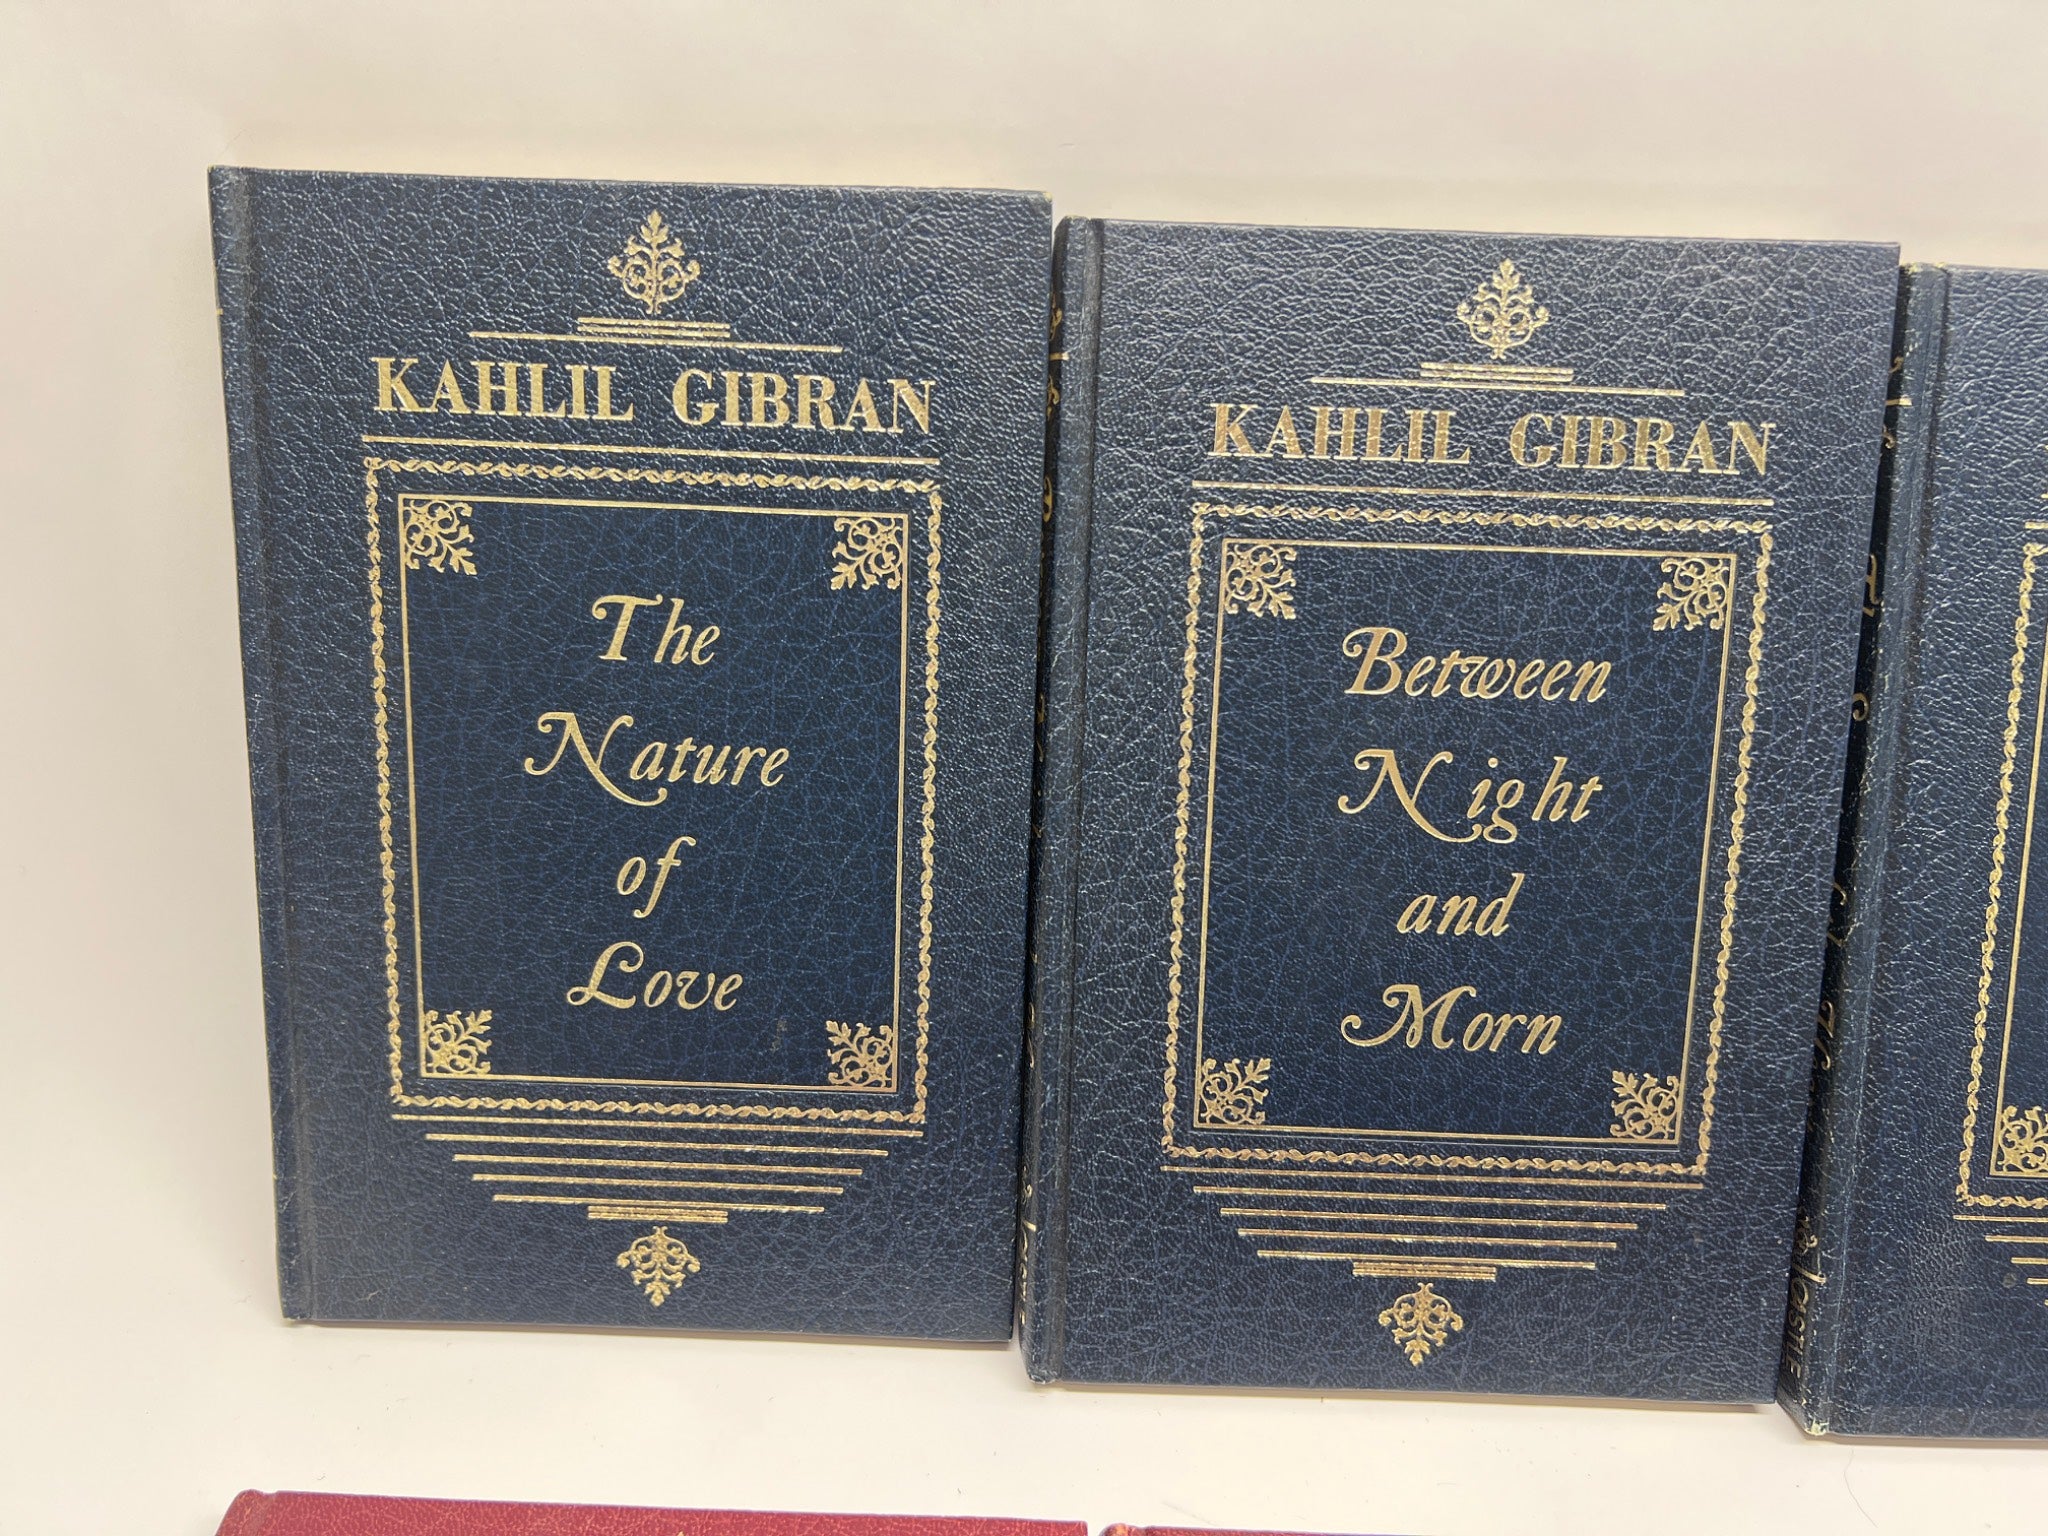 KAHLIL GIBRAN
The
Nature
of
Love
KAHLIL GIBRAN
Between
Night
and
Morn